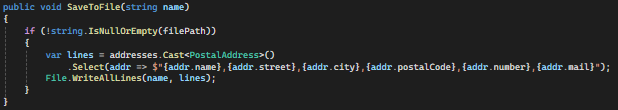 public void SaveToFile(string name)
{
if (!string.IsNullOrEmpty(filePath))
{
var lines = addresses.Cast<PostalAddress>()
.Select(addr => $"{addr.name},{addr.street},{addr.city},{addr.postalCode},{addr.number},{addr.mail}");
File.WriteAllLines(name, lines);
}
}